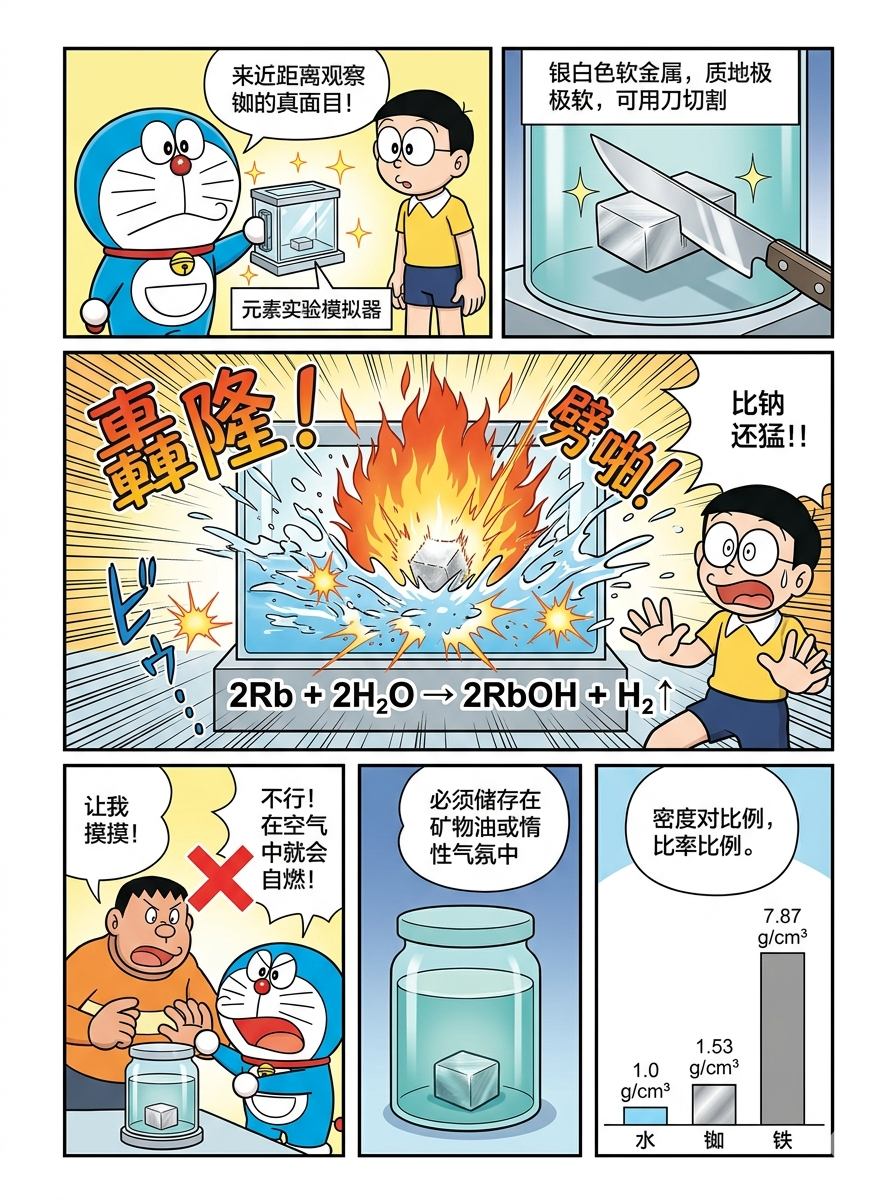 来近距离观察
铷的真面目！
元素实验模拟器
银白色软金属，质地极
极软，可用刀切割
轰隆！
劈啪！
比钠
还猛!!
ビゥ...
2Rb + 2H₂O → 2RbOH + H₂↑
让我
摸摸！
不行！
在空气
中就会
自燃！
必须储存在
矿物油或惰
性气氛中
密度对比例，
比率比例。
7.87
g/cm³
1.53
g/cm³
1.0
g/cm³
水 铷 铁